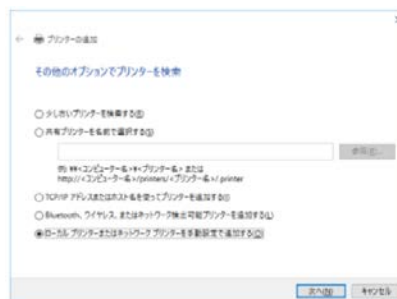 プリンターの追加
その他のオプションでプリンターを検索
少し古いプリンターを検索する(R)
共有プリンターを名前で選択する(S)
参照(R)...
例: ¥¥<コンピューター名>¥<プリンター名> または
http://<コンピューター名>/printers/<プリンター名>/.printer
TCP/IP アドレスまたはホスト名を使ってプリンターを追加する(I)
Bluetooth、ワイヤレス、またはネットワーク検出可能プリンターを追加する(L)
ローカル プリンターまたはネットワーク プリンターを手動設定で追加する(O)
次へ(N)
キャンセル